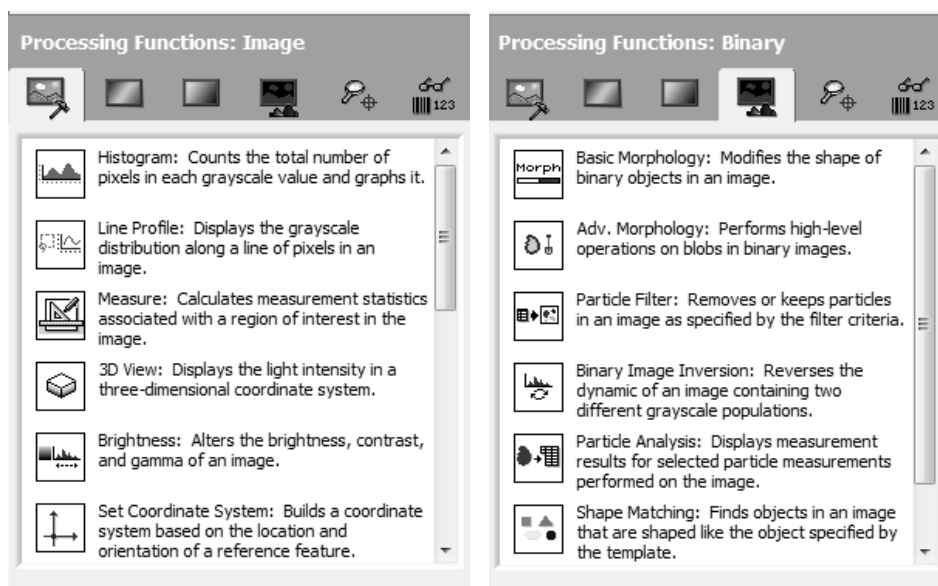 Processing Functions: Image
123
Histogram: Counts the total number of
pixels in each grayscale value and graphs it.
Line Profile: Displays the grayscale
distribution along a line of pixels in an
image.
Measure: Calculates measurement statistics
associated with a region of interest in the
image.
3D View: Displays the light intensity in a
three-dimensional coordinate system.
Brightness: Alters the brightness, contrast,
and gamma of an image.
Set Coordinate System: Builds a coordinate
system based on the location and
orientation of a reference feature.
Processing Functions: Binary
123
Morph
Basic Morphology: Modifies the shape of
binary objects in an image.
Adv. Morphology: Performs high-level
operations on blobs in binary images.
Particle Filter: Removes or keeps particles
in an image as specified by the filter criteria.
Binary Image Inversion: Reverses the
dynamic of an image containing two
different grayscale populations.
Particle Analysis: Displays measurement
results for selected particle measurements
performed on the image.
Shape Matching: Finds objects in an image
that are shaped like the object specified by
the template.